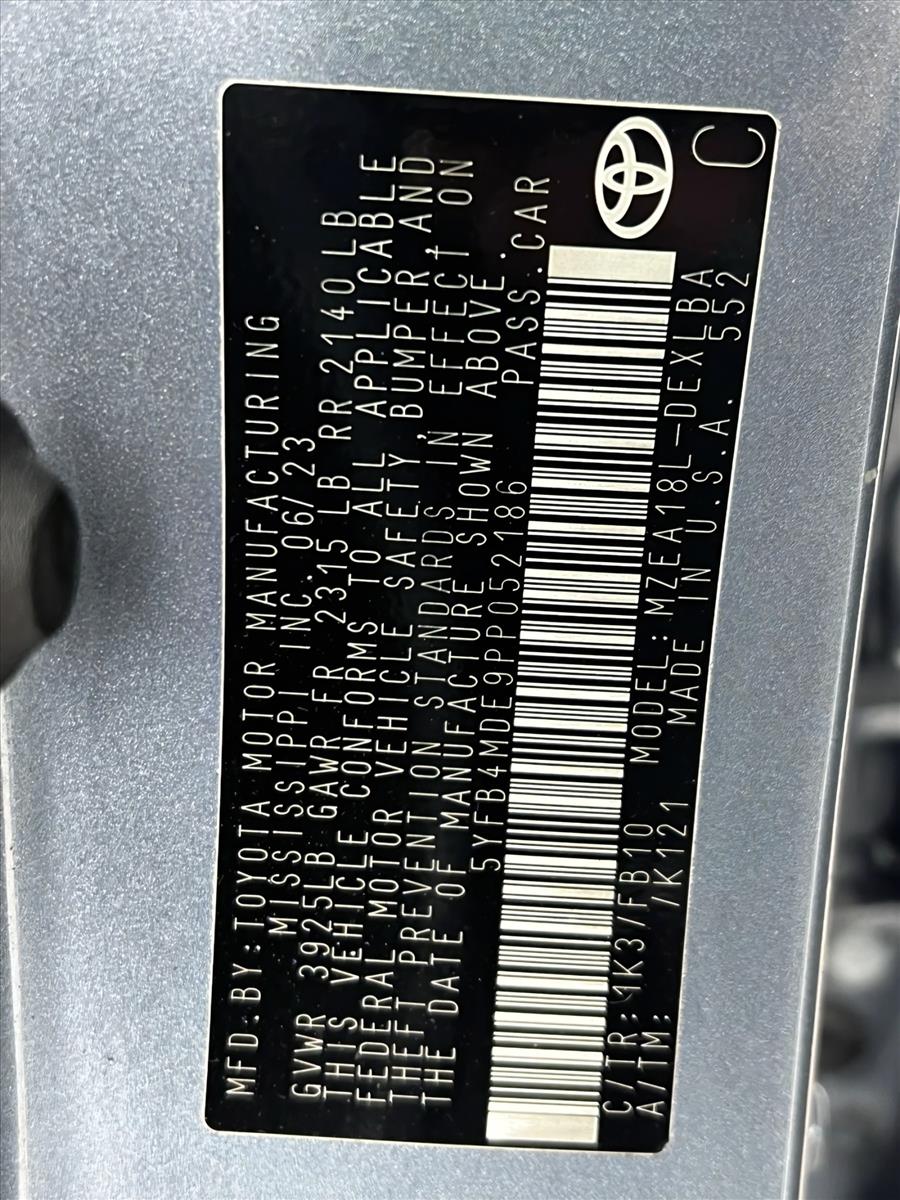 MFD.BY:TOYOTA MOTOR MANUFACTURING
MISSISSIPPI INC. 06/23
GVWR 3925LB GAWR FR 2315 LB RR 2140LB
THIS VEHICLE CONFORMS TO ALL APPLICABLE
FEDERAL MOTOR VEHICLE SAFETY, BUMPER, AND
THEFT PREVENTION STANDARDS IN EFFECT ON
THE DATE OF MANUFACTURE SHOWN ABOVE.
5YFB4MDE9PP052186 PASS.CAR
C/TR:1K3/FB10 MODEL:MZEA18L-DEXLBA
A/TM: /K121 MADE IN U.S.A. 552
C